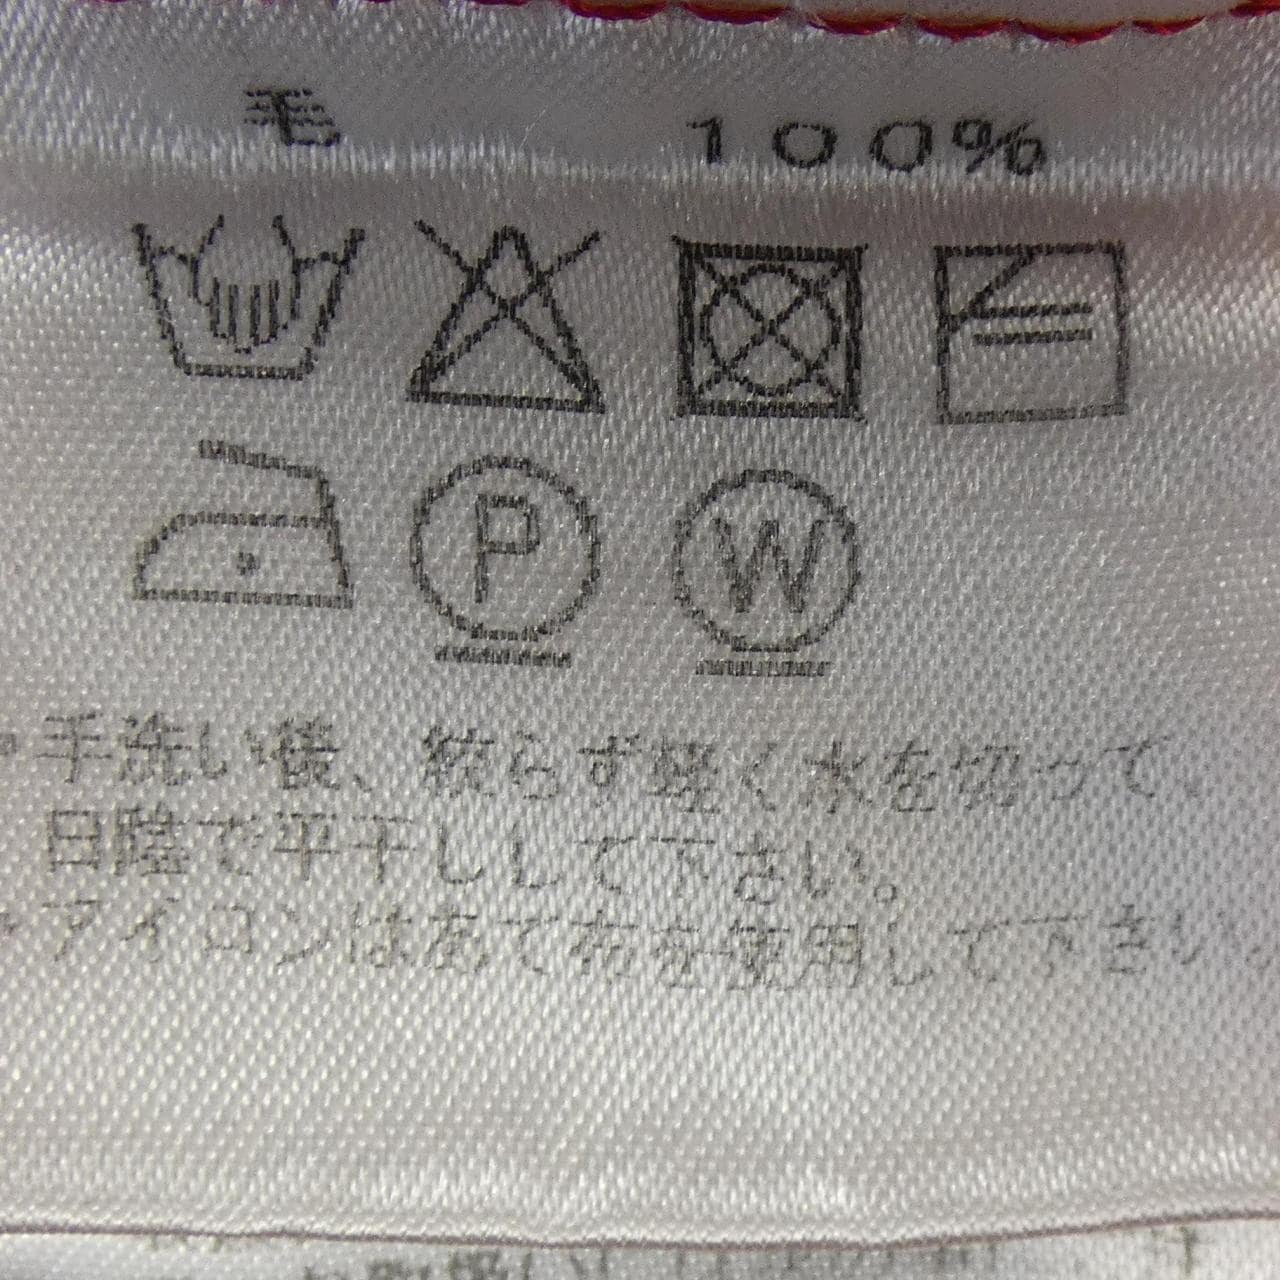 毛 100%
P W
・手洗い後、絞らず軽く水を切って、
日陰で平干しして下さい。
・アイロンはあて布を使用して下さい。